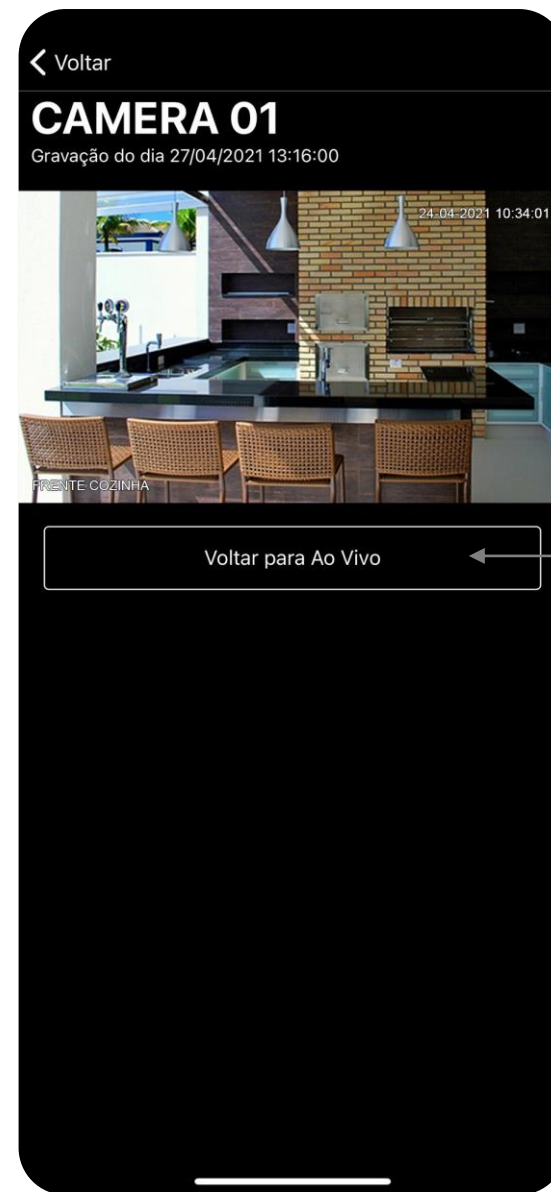 Voltar
CAMERA 01
Gravação do dia 27/04/2021 13:16:00
24-04-2021 10:34:01
FRENTE COZINHA
Voltar para Ao Vivo